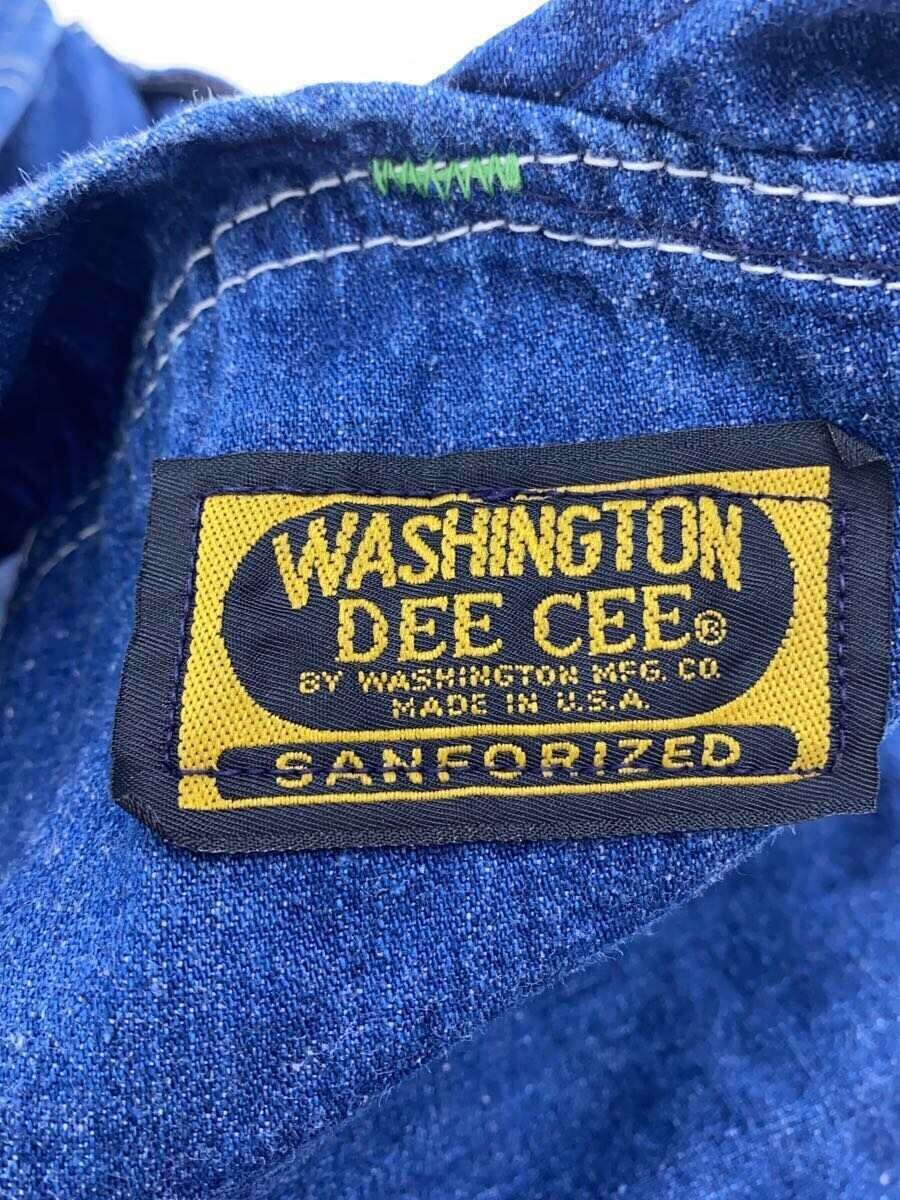 WASHINGTON
DEE CEE®
BY WASHINGTON MFG. CO.
MADE IN U.S.A.
SANFORIZED